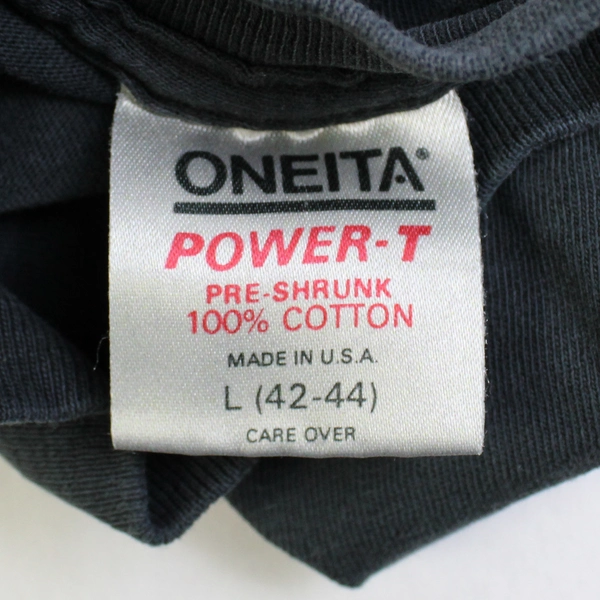 ONEITA®
POWER-T
PRE-SHRUNK
100% COTTON
MADE IN U.S.A.
L (42-44)
CARE OVER